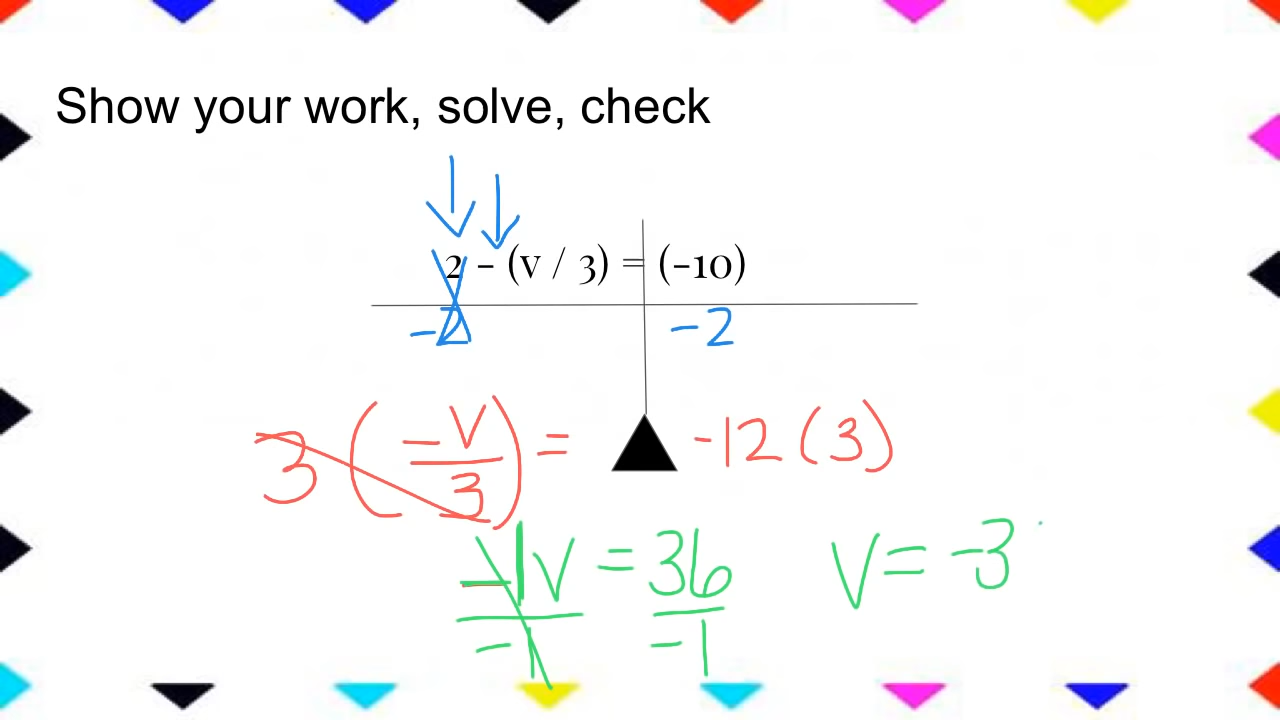 Show your work, solve, check
2 - (v / 3) = (-10)
-2 -2
3 (-v/3) = -12 (3)
-1v = 36 v = -3
-1 -1